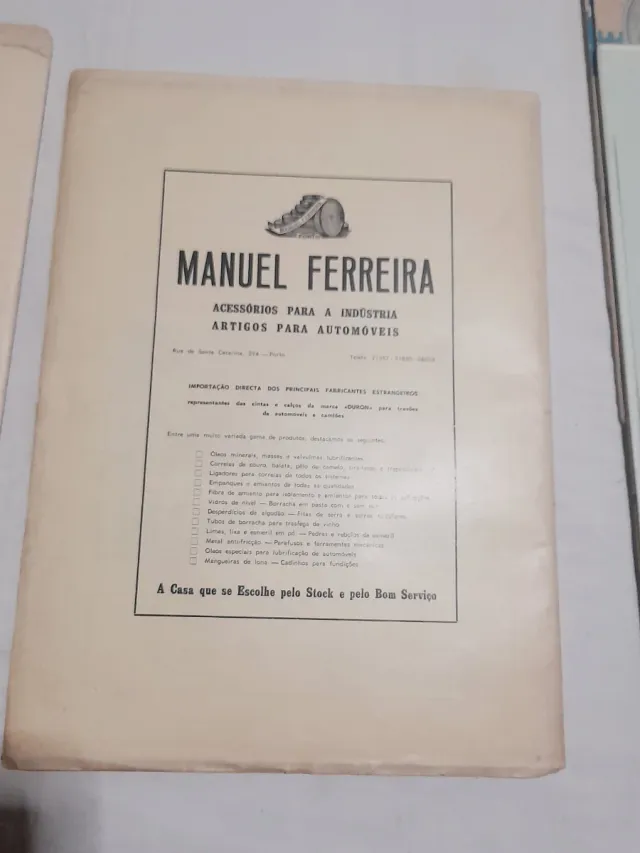 MANUEL FERREIRA
ACESSÓRIOS PARA A INDÚSTRIA
ARTIGOS PARA AUTOMÓVEIS
Rua de Santa Catarina, — Porto
IMPORTAÇÃO DIRECTA DOS PRINCIPAIS FABRICANTES ESTRANGEIROS
representantes das cintas e calços da marca «DURON» para travões
de automóveis e camiões
Entre uma muito variada gama de produtos, destacamos os seguintes:
Óleos minerais, massas e valvulinas lubrificantes
Correias de couro, balata, pêlo de camelo,
Ligadores para correias de todos os sistemas
Empanques e amiantos de todas as qualidades
Fibra de amianto para isolamento e
Vidros de nível — Borracha em pasta com e sem
Desperdícios de algodão — Fitas de serra e
Tubos de borracha para trasfega de vinho
Limas, lixa e esmeril em pó — Pedras e rebolos de esmeril
Metal antifricção — Parafusos e ferramentas mecânicas
Óleos especiais para lubrificação de automóveis
Mangueiras de lona — Cadinhos para fundições
A Casa que se Escolhe pelo Stock e pelo Bom Serviço